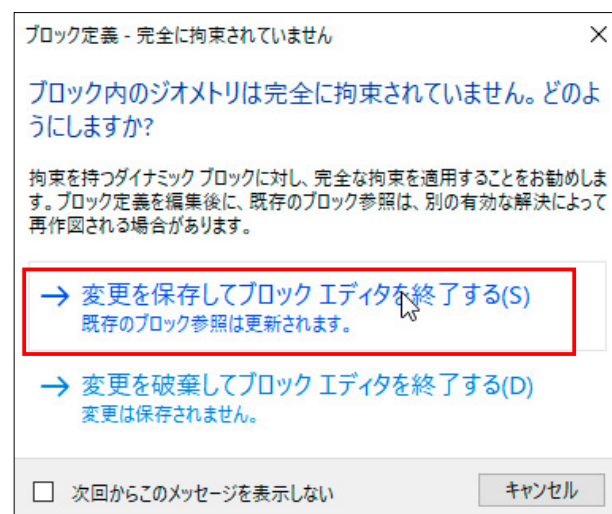 ブロック定義 - 完全に拘束されていません
ブロック内のジオメトリは完全に拘束されていません。どのよ
うにしますか?
拘束を持つダイナミック ブロックに対し、完全な拘束を適用することをお勧めしま
す。ブロック定義を編集後に、既存のブロック参照は、別の有効な解決によって
再作図される場合があります。
変更を保存してブロック エディタを終了する(S)
既存のブロック参照は更新されます。
変更を破棄してブロック エディタを終了する(D)
変更は保存されません。
次回からこのメッセージを表示しない
キャンセル